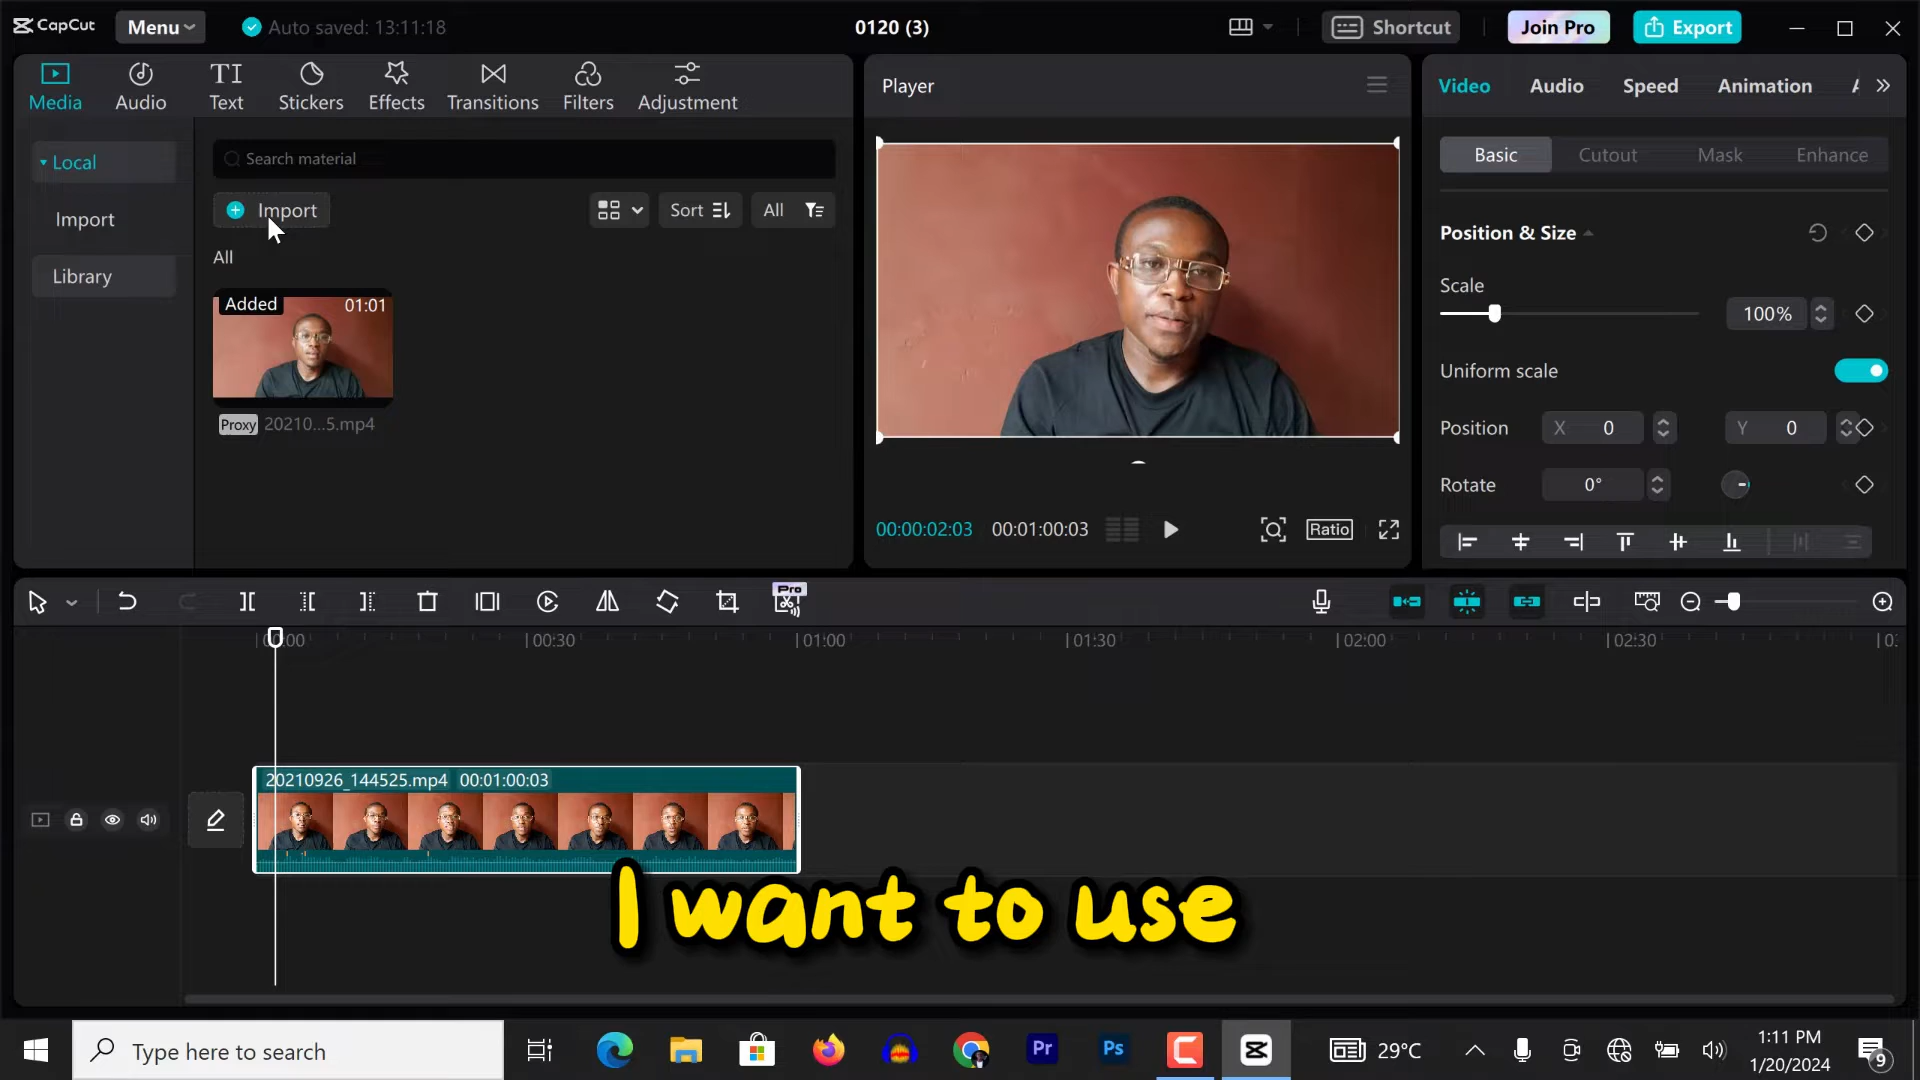 CapCut
Menu
Auto saved: 13:11:18
0120 (3)
Shortcut
Join Pro
Export
Media
Audio
Text
Stickers
Effects
Transitions
Filters
Adjustment
Local
Import
Library
Search material
Import
Sort
All
All
Added
01:01
Proxy
20210...5.mp4
Player
00:00:02:03
00:01:00:03
Ratio
Video
Audio
Speed
Animation
Basic
Cutout
Mask
Enhance
Position & Size
Scale
100%
Uniform scale
Position
X 0
Y 0
Rotate
0°
Pro
00:00
00:30
01:00
01:30
02:00
02:30
20210926_144525.mp4 00:01:00:03
I want to use
Type here to search
Pr
Ps
29°C
1:11 PM
1/20/2024
9